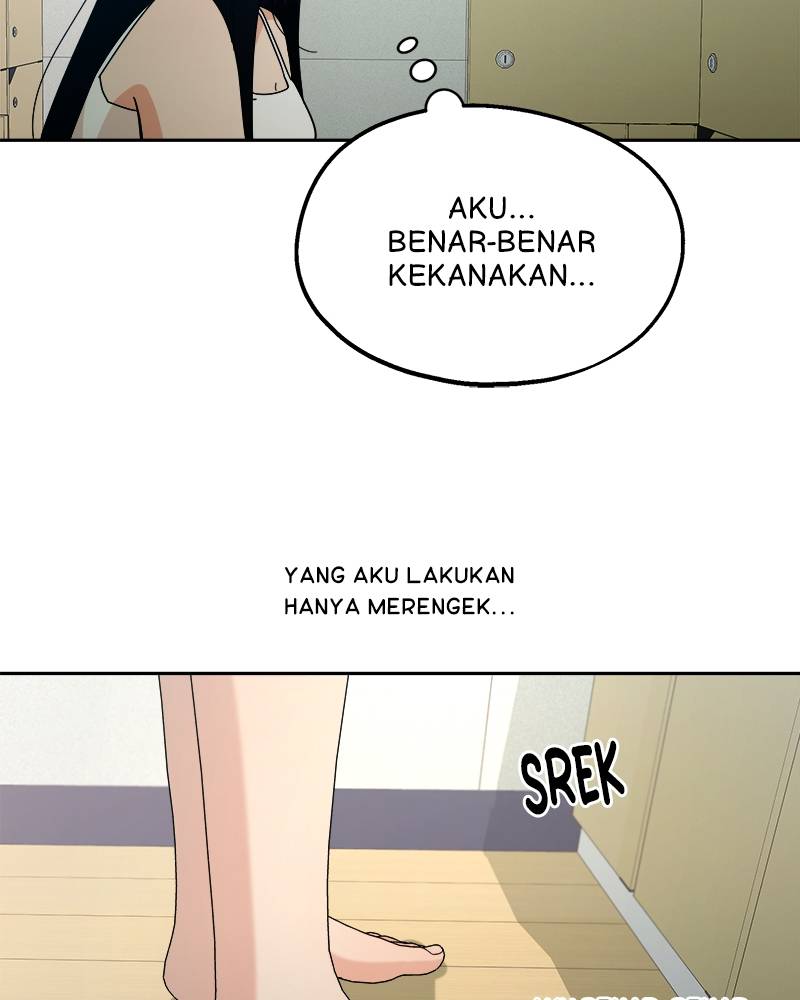 AKU...
BENAR-BENAR
KEKANAKAN...
YANG AKU LAKUKAN
HANYA MERENGEK...
SREK